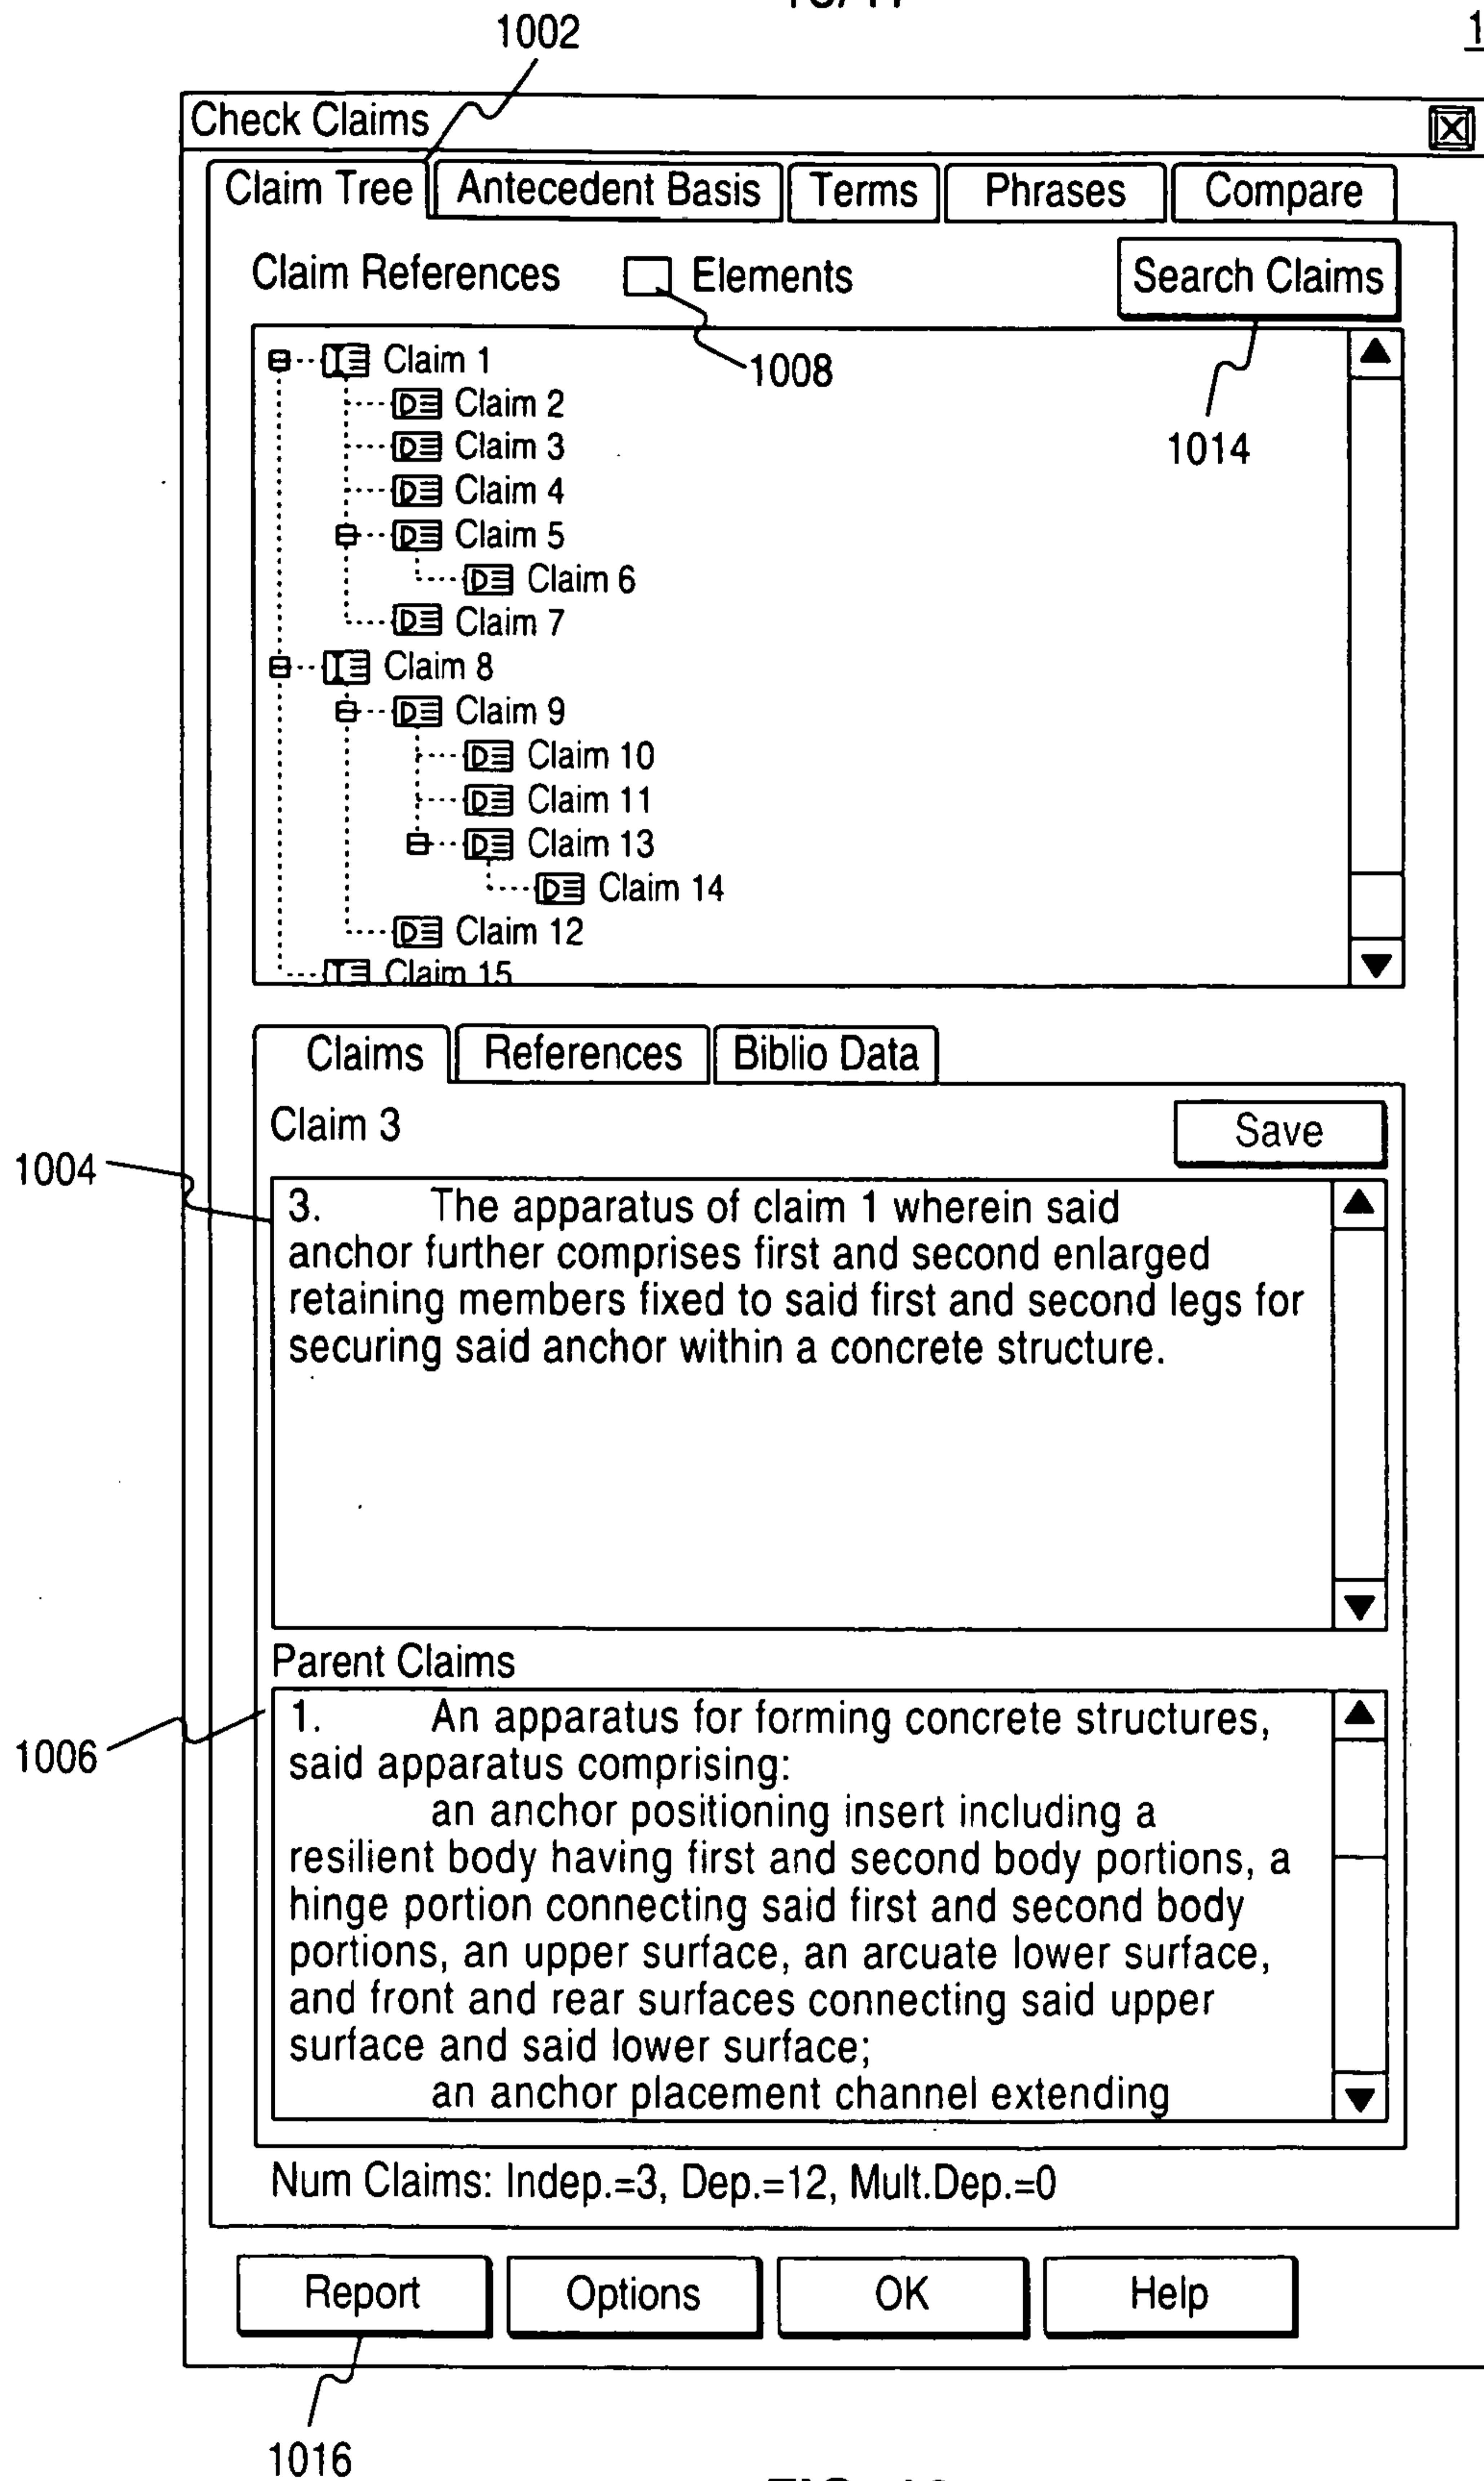 1002
Check Claims
Claim Tree Antecedent Basis Terms Phrases Compare
Claim References Elements Search Claims
1008
1014
Claim 1
Claim 2
Claim 3
Claim 4
Claim 5
Claim 6
Claim 7
Claim 8
Claim 9
Claim 10
Claim 11
Claim 13
Claim 14
Claim 12
Claim 15
Claims References Biblio Data
Claim 3 Save
1004
3. The apparatus of claim 1 wherein said
anchor further comprises first and second enlarged
retaining members fixed to said first and second legs for
securing said anchor within a concrete structure.
Parent Claims
1006
1. An apparatus for forming concrete structures,
said apparatus comprising:
an anchor positioning insert including a
resilient body having first and second body portions, a
hinge portion connecting said first and second body
portions, an upper surface, an arcuate lower surface,
and front and rear surfaces connecting said upper
surface and said lower surface;
an anchor placement channel extending
Num Claims: Indep.=3, Dep.=12, Mult.Dep.=0
Report Options OK Help
1016